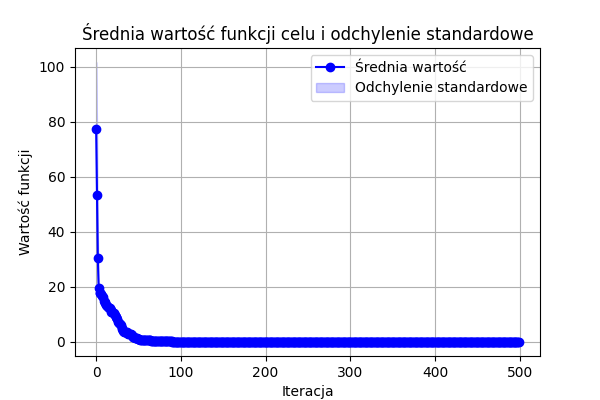 Średnia wartość funkcji celu i odchylenie standardowe
Średnia wartość
Odchylenie standardowe
Wartość funkcji
100
80
60
40
20
0
0 100 200 300 400 500
Iteracja